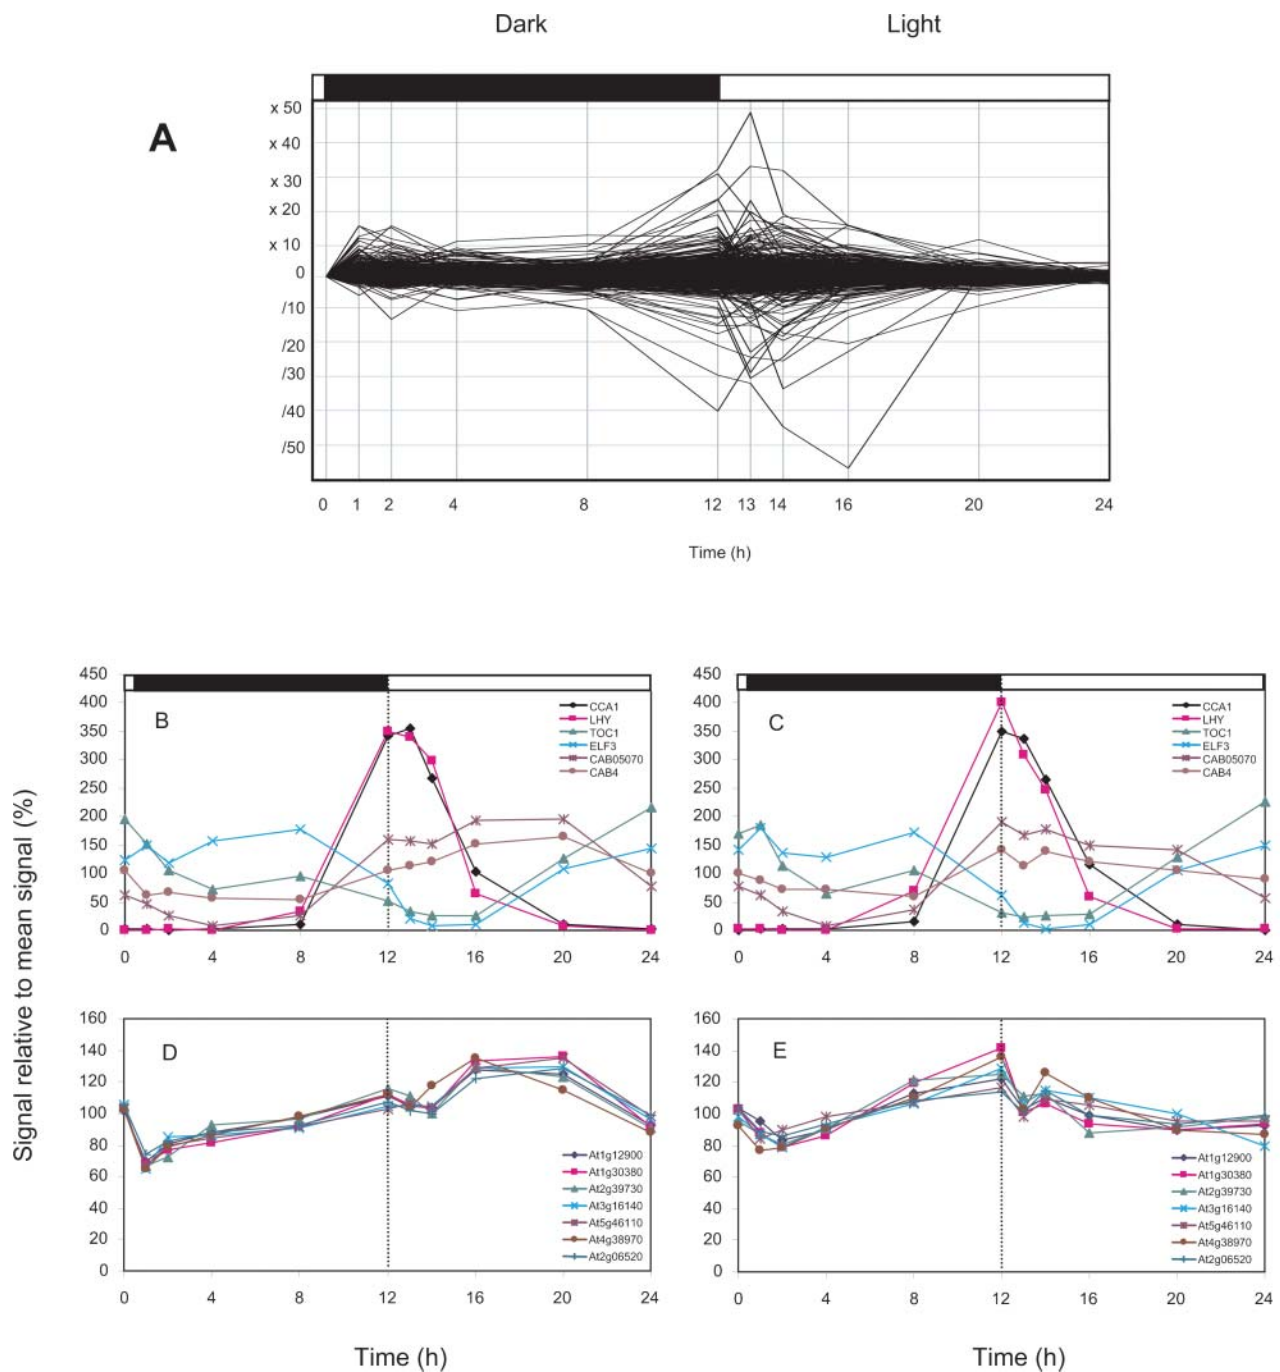 Dark Light
A
x 50
x 40
x 30
x 20
x 10
0
/10
/20
/30
/40
/50
0 1 2 4 8 12 13 14 16 20 24
Time (h)
Signal relative to mean signal (%)
B
450
400
350
300
250
200
150
100
50
0
CCA1
LHY
TOC1
ELF3
CAB05070
CAB4
0 4 8 12 16 20 24
C
450
400
350
300
250
200
150
100
50
0
CCA1
LHY
TOC1
ELF3
CAB05070
CAB4
0 4 8 12 16 20 24
D
160
140
120
100
80
60
40
20
0
At1g12900
At1g30380
At2g39730
At3g16140
At5g46110
At4g38970
At2g06520
0 4 8 12 16 20 24
Time (h)
E
160
140
120
100
80
60
40
20
0
At1g12900
At1g30380
At2g39730
At3g16140
At5g46110
At4g38970
At2g06520
0 4 8 12 16 20 24
Time (h)